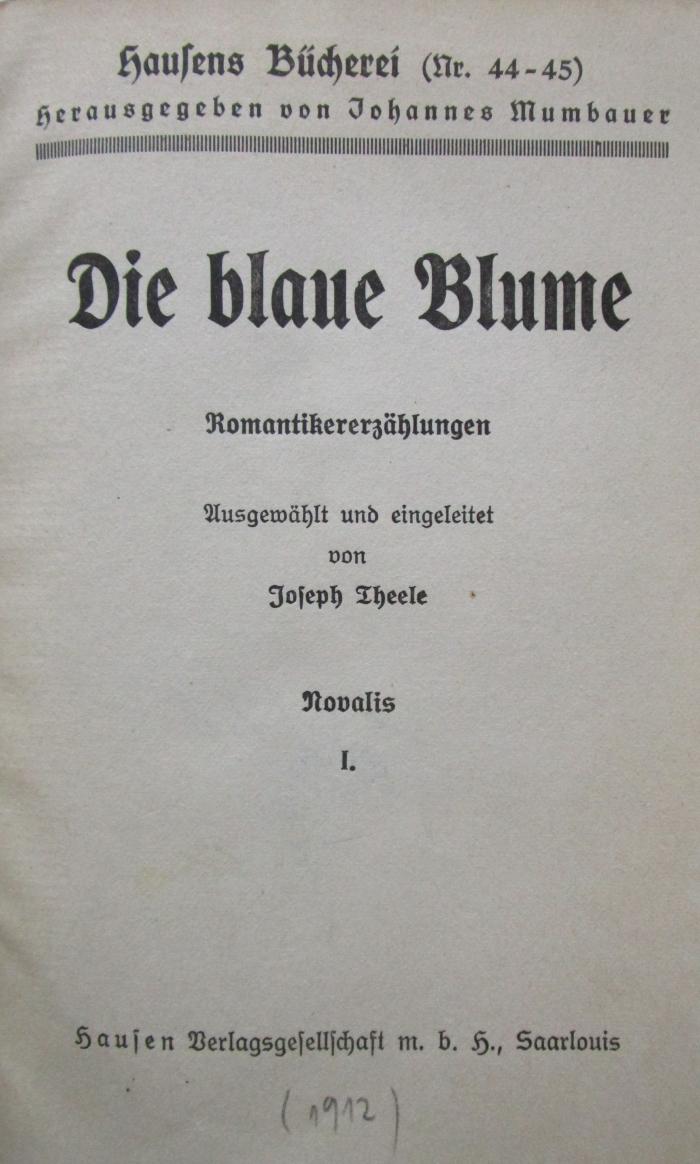 Hauſens Bücherei (Nr. 44-45)
Herausgegeben von Johannes Mumbauer
Die blaue Blume
Romantikererzählungen
Ausgewählt und eingeleitet
von
Joſeph Theele
Novalis
I.
Hauſen Verlagsgeſellſchaft m. b. H., Saarlouis
(1912)